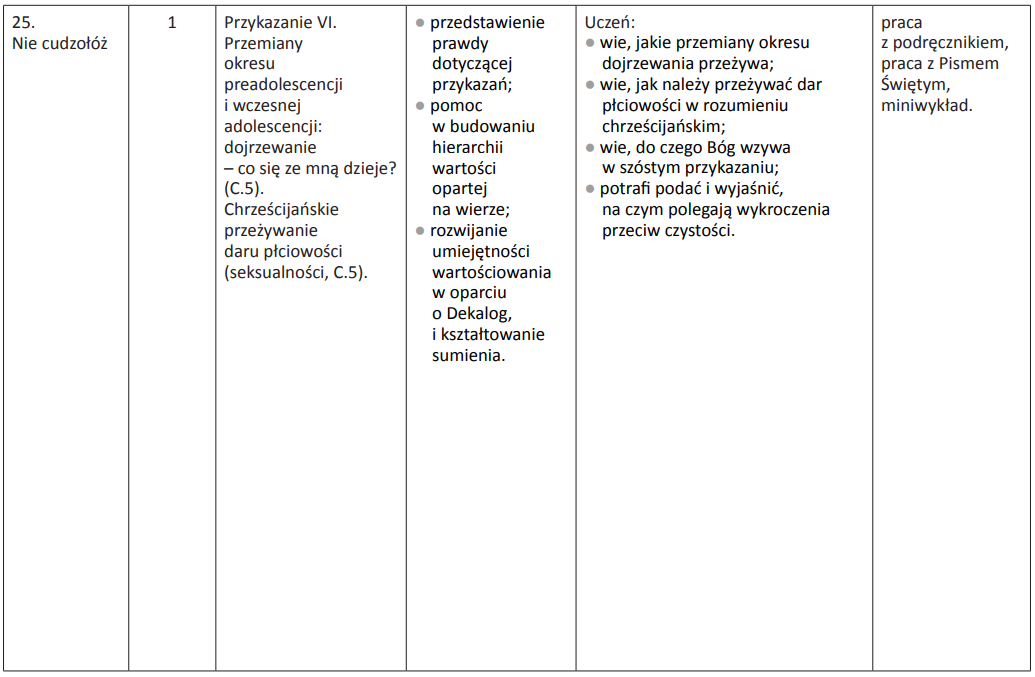 25.
Nie cudzołóż
1
Przykazanie VI.
Przemiany
okresu
preadolescencji
i wczesnej
adolescencji:
dojrzewanie
– co się ze mną dzieje?
(C.5).
Chrześcijańskie
przeżywanie
daru płciowości
(seksualności, C.5).
● przedstawienie
prawdy
dotyczącej
przykazań;
● pomoc
w budowaniu
hierarchii
wartości
opartej
na wierze;
● rozwijanie
umiejętności
wartościowania
w oparciu
o Dekalog,
i kształtowanie
sumienia.
Uczeń:
● wie, jakie przemiany okresu
dojrzewania przeżywa;
● wie, jak należy przeżywać dar
płciowości w rozumieniu
chrześcijańskim;
● wie, do czego Bóg wzywa
w szóstym przykazaniu;
● potrafi podać i wyjaśnić,
na czym polegają wykroczenia
przeciw czystości.
praca
z podręcznikiem,
praca z Pismem
Świętym,
miniwykład.